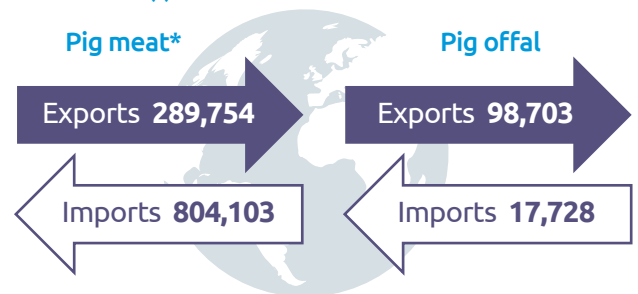 Pig meat*
Pig offal
Exports 289,754
Exports 98,703
Imports 804,103
Imports 17,728